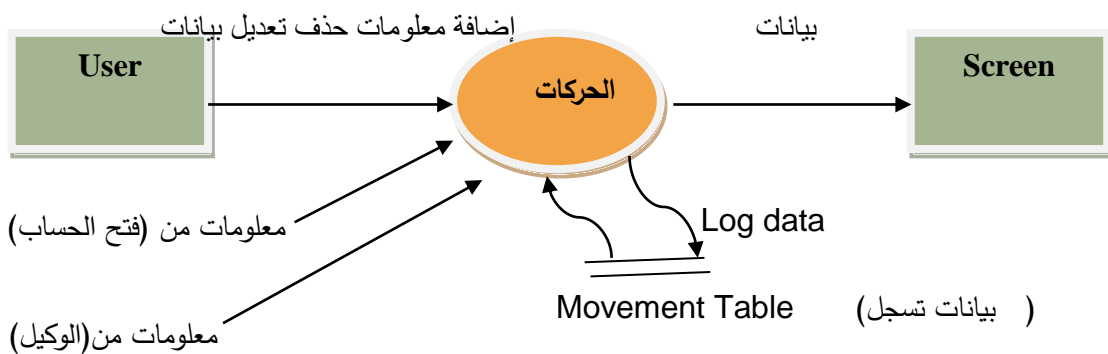 إضافة معلومات حذف تعديل بيانات
بيانات
User
الحركات
Screen
معلومات من (فتح الحساب)
Log data
Movement Table (بيانات تسجل )
معلومات من(الوكيل)